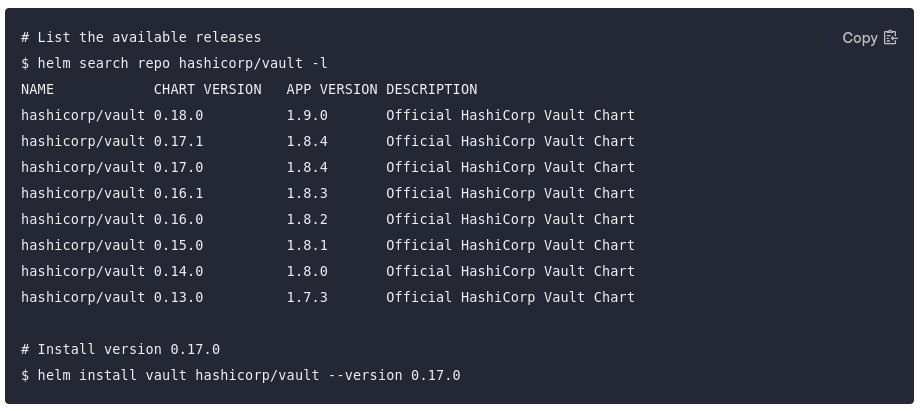 # List the available releases
Copy
$ helm search repo hashicorp/vault -l
NAME            CHART VERSION   APP VERSION DESCRIPTION
hashicorp/vault 0.18.0          1.9.0       Official HashiCorp Vault Chart
hashicorp/vault 0.17.1          1.8.4       Official HashiCorp Vault Chart
hashicorp/vault 0.17.0          1.8.4       Official HashiCorp Vault Chart
hashicorp/vault 0.16.1          1.8.3       Official HashiCorp Vault Chart
hashicorp/vault 0.16.0          1.8.2       Official HashiCorp Vault Chart
hashicorp/vault 0.15.0          1.8.1       Official HashiCorp Vault Chart
hashicorp/vault 0.14.0          1.8.0       Official HashiCorp Vault Chart
hashicorp/vault 0.13.0          1.7.3       Official HashiCorp Vault Chart
# Install version 0.17.0
$ helm install vault hashicorp/vault --version 0.17.0